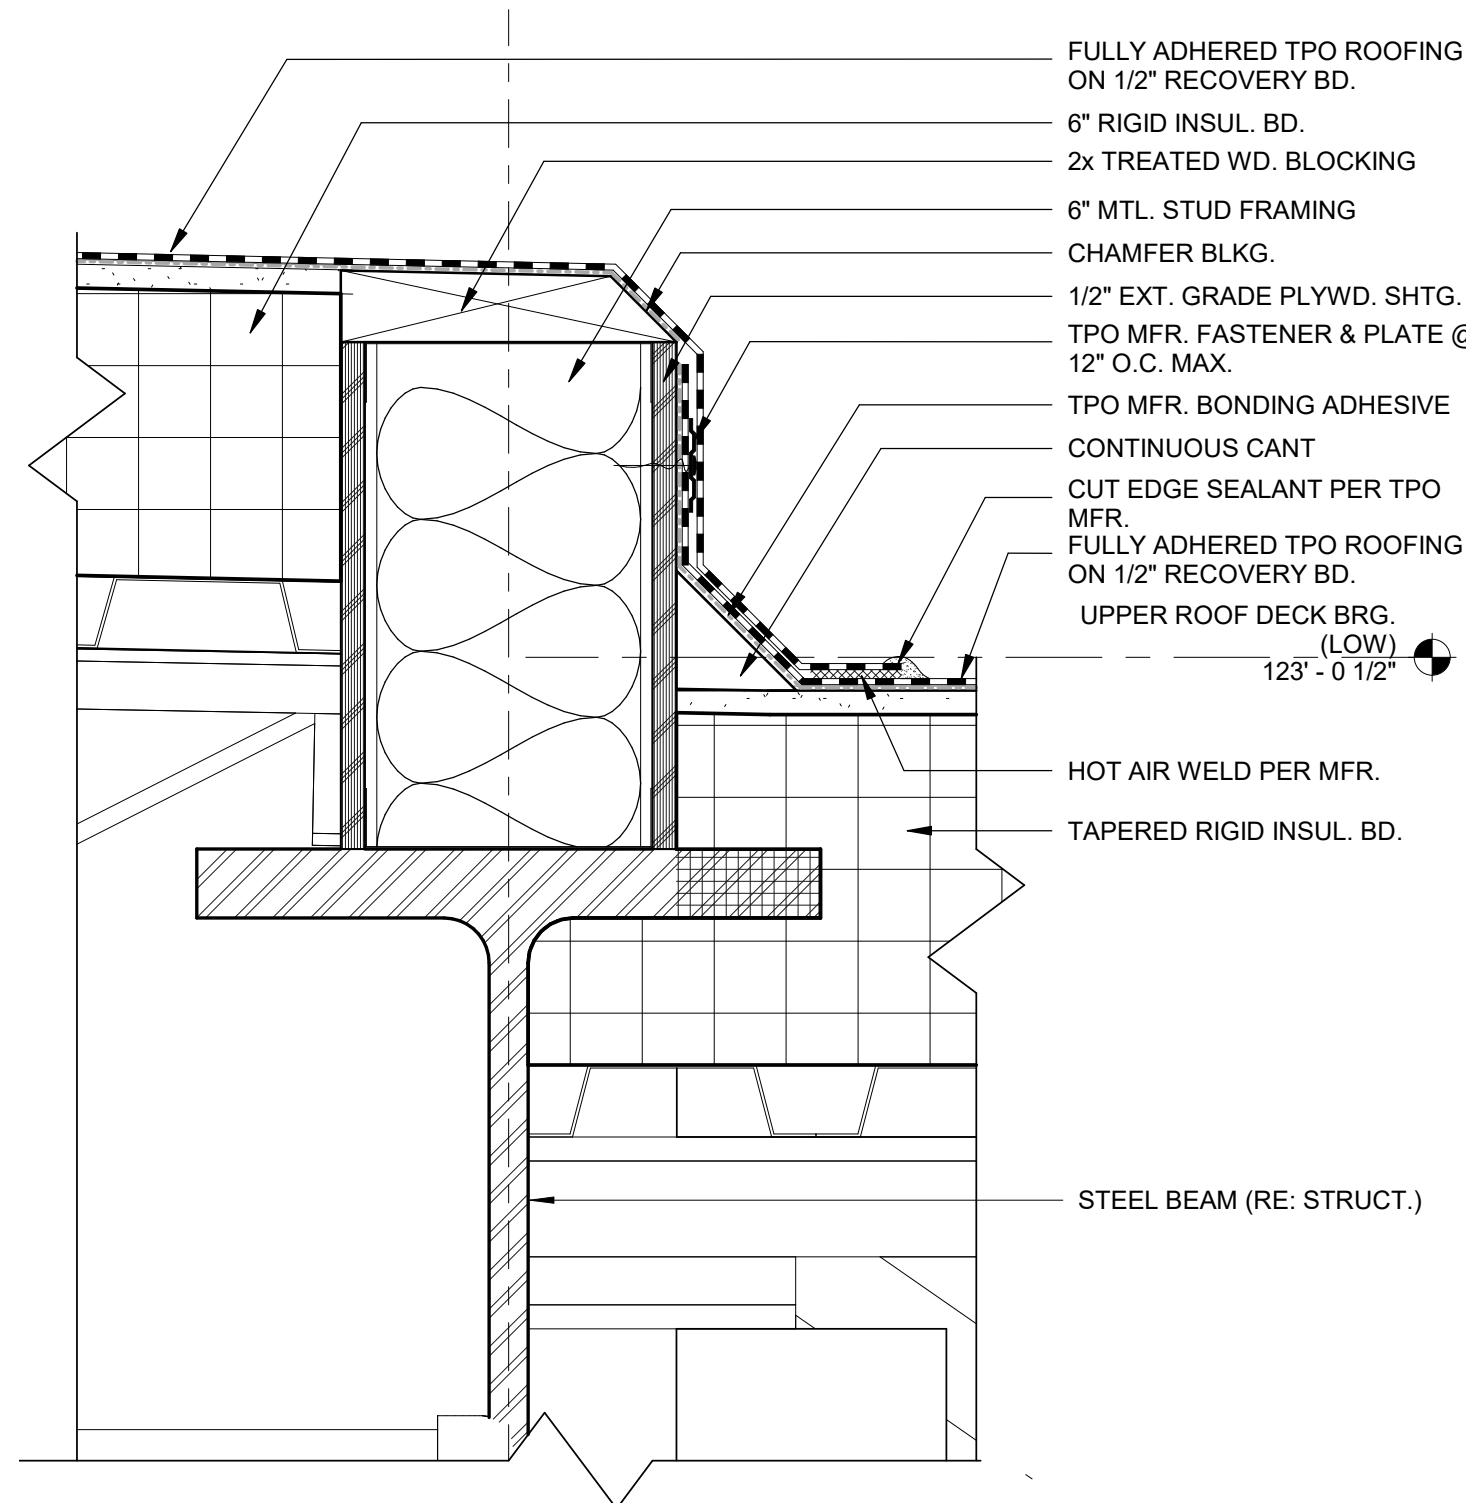 FULLY ADHERED TPO ROOFING
ON 1/2" RECOVERY BD.
6" RIGID INSUL. BD.
2x TREATED WD. BLOCKING
6" MTL. STUD FRAMING
CHAMFER BLKG.
1/2" EXT. GRADE PLYWD. SHTG.
TPO MFR. FASTENER & PLATE @
12" O.C. MAX.
TPO MFR. BONDING ADHESIVE
CONTINUOUS CANT
CUT EDGE SEALANT PER TPO
MFR.
FULLY ADHERED TPO ROOFING
ON 1/2" RECOVERY BD.
UPPER ROOF DECK BRG.
(LOW)
123' - 0 1/2"
HOT AIR WELD PER MFR.
TAPERED RIGID INSUL. BD.
STEEL BEAM (RE: STRUCT.)